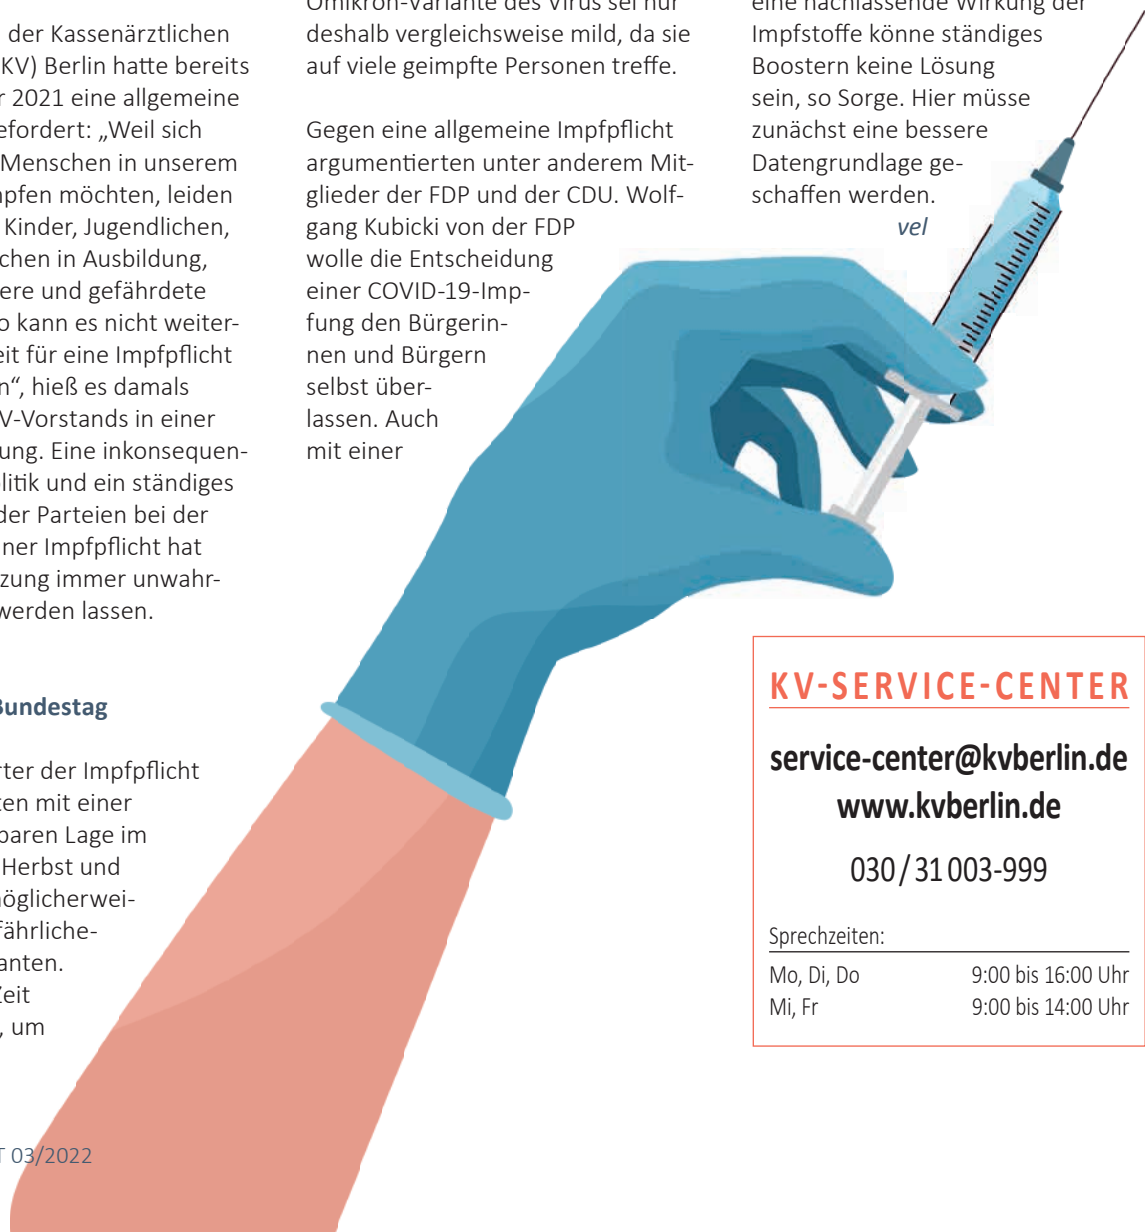 der Kassenärztlichen
KV) Berlin hatte bereits
2021 eine allgemeine
efordert: „Weil sich
Menschen in unserem
npfen möchten, leiden
Kinder, Jugendlichen,
chen in Ausbildung,
ere und gefährdete
o kann es nicht weiter-
eit für eine Impfpflicht
n“, hieß es damals
V-Vorstands in einer
ung. Eine inkonsequen-
litik und ein ständiges
der Parteien bei der
ner Impfpflicht hat
zung immer unwahr-
werden lassen.
Bundestag
rter der Impfpflicht
ten mit einer
baren Lage im
Herbst und
nöglicherwei-
fährliche-
anten.
Zeit
, um
T 03/2022
Omikron-Variante des Virus sei nur
deshalb vergleichsweise mild, da sie
auf viele geimpfte Personen treffe.
Gegen eine allgemeine Impfpflicht
argumentierten unter anderem Mit-
glieder der FDP und der CDU. Wolf-
gang Kubicki von der FDP
wolle die Entscheidung
einer COVID-19-Imp-
fung den Bürgerin-
nen und Bürgern
selbst über-
lassen. Auch
mit einer
eine nachlassende Wirkung der
Impfstoffe könne ständiges
Boostern keine Lösung
sein, so Sorge. Hier müsse
zunächst eine bessere
Datengrundlage ge-
schaffen werden.
vel
KV-SERVICE-CENTER
service-center@kvberlin.de
www.kvberlin.de
030 / 31 003-999
Sprechzeiten:
Mo, Di, Do 9:00 bis 16:00 Uhr
Mi, Fr 9:00 bis 14:00 Uhr